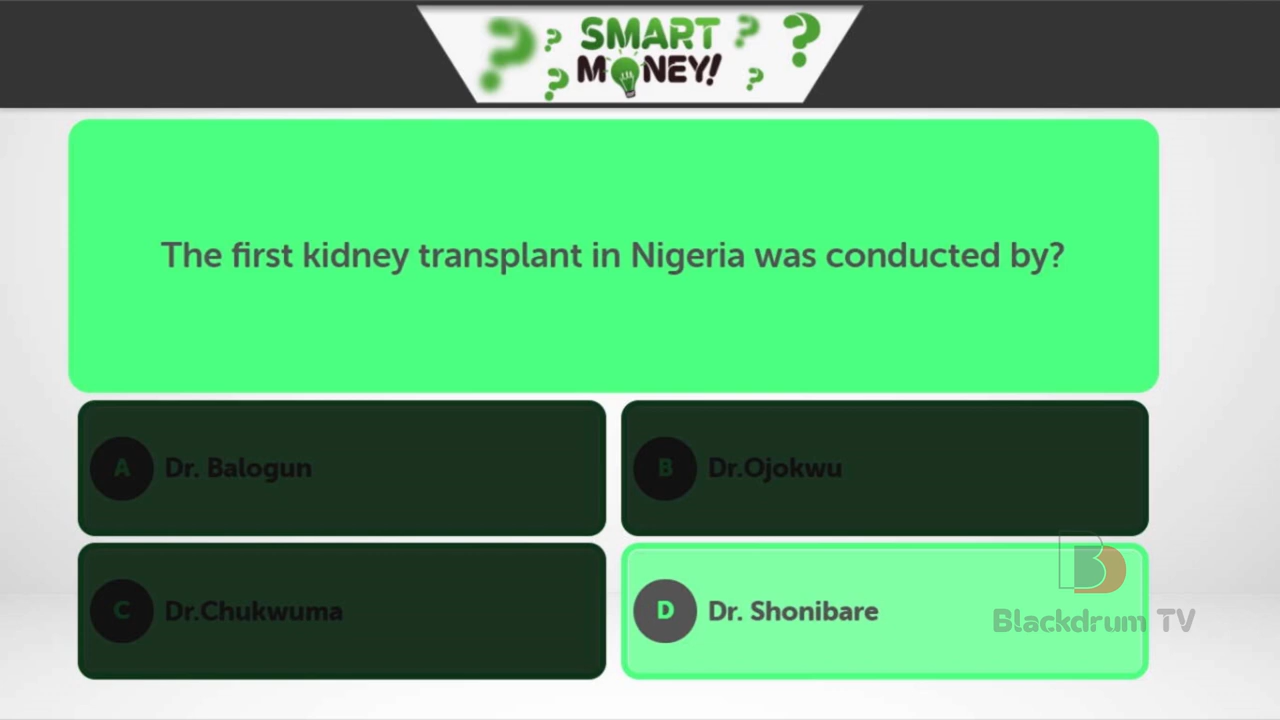 SMART
MONEY!
The first kidney transplant in Nigeria was conducted by?
A Dr. Balogun
B Dr.Ojokwu
C Dr.Chukwuma
D Dr. Shonibare
Blackdrum TV